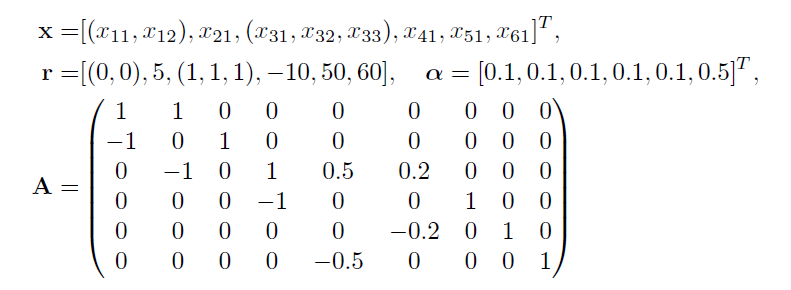 x =[(x11, x12), x21, (x31, x32, x33), x41, x51, x61]^T,
r =[(0, 0), 5, (1, 1, 1), −10, 50, 60], α = [0.1, 0.1, 0.1, 0.1, 0.1, 0.5]^T,
A =
1 1 0 0 0 0 0 0 0
−1 0 1 0 0 0 0 0 0
0 −1 0 1 0.5 0.2 0 0 0
0 0 0 −1 0 0 1 0 0
0 0 0 0 0 −0.2 0 1 0
0 0 0 0 −0.5 0 0 0 1